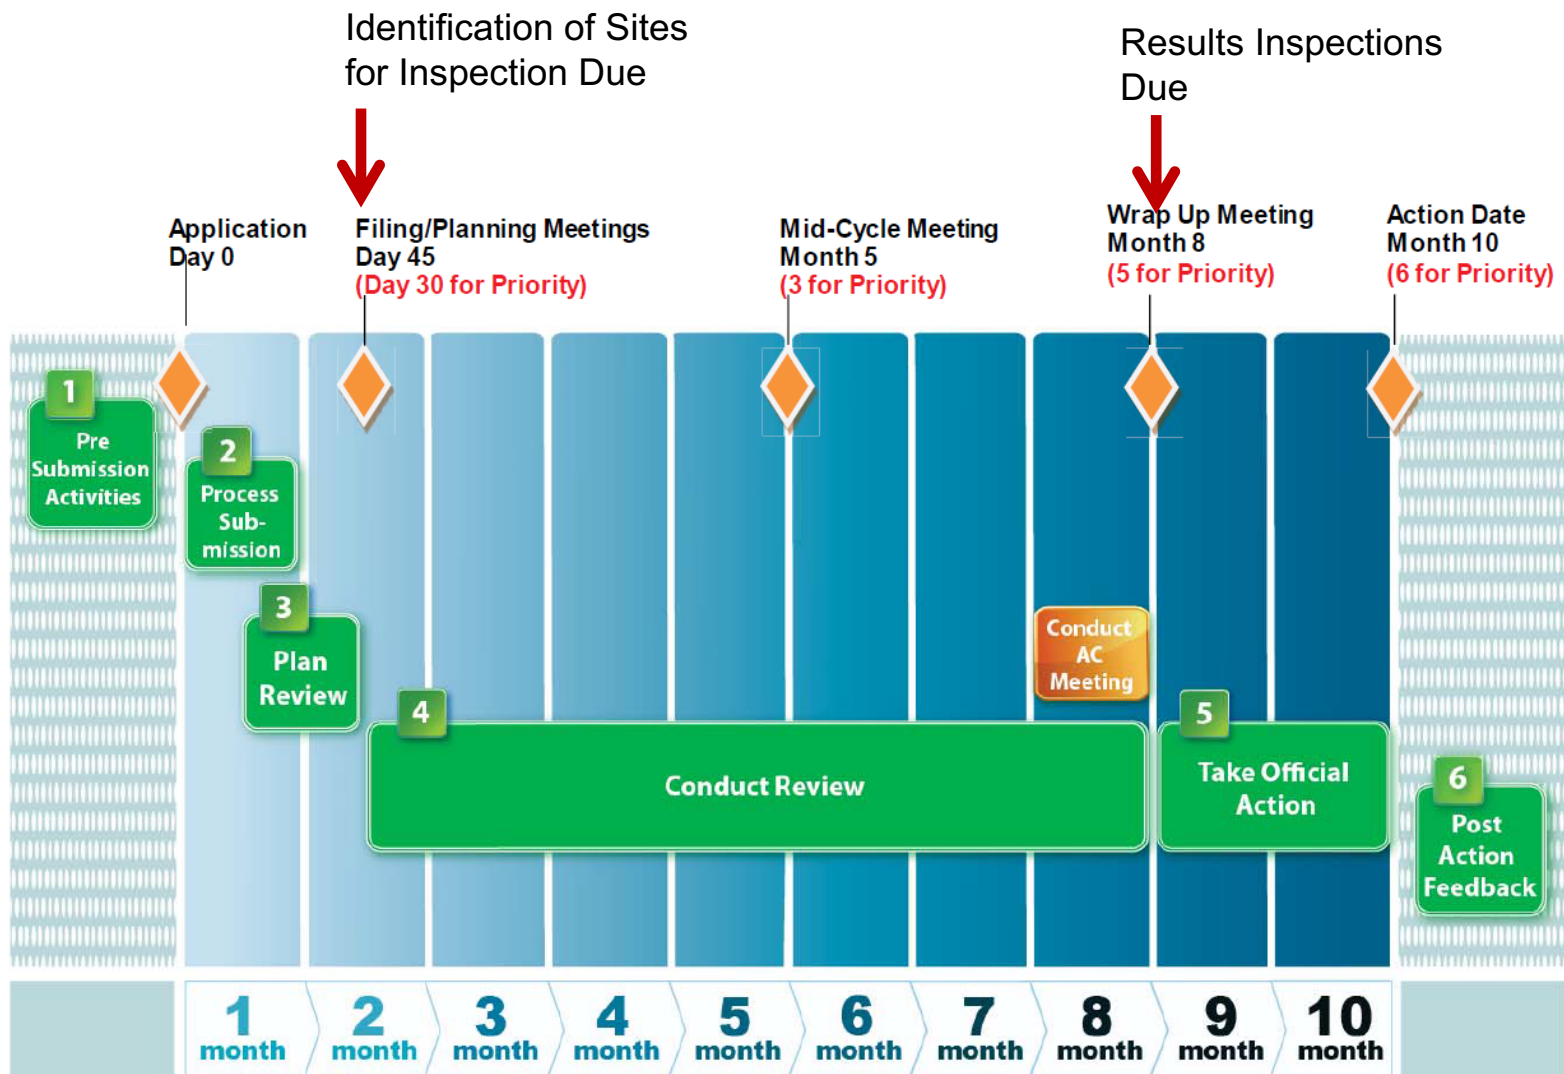 Identification of Sites
for Inspection Due
Results Inspections
Due
Application
Day 0
Filing/Planning Meetings
Day 45
(Day 30 for Priority)
Mid-Cycle Meeting
Month 5
(3 for Priority)
Wrap Up Meeting
Month 8
(5 for Priority)
Action Date
Month 10
(6 for Priority)
1
Pre
Submission
Activities
2
Process
Sub-
mission
3
Plan
Review
Conduct
AC
Meeting
4
Conduct Review
5
Take Official
Action
6
Post
Action
Feedback
1
month
2
month
3
month
4
month
5
month
6
month
7
month
8
month
9
month
10
month